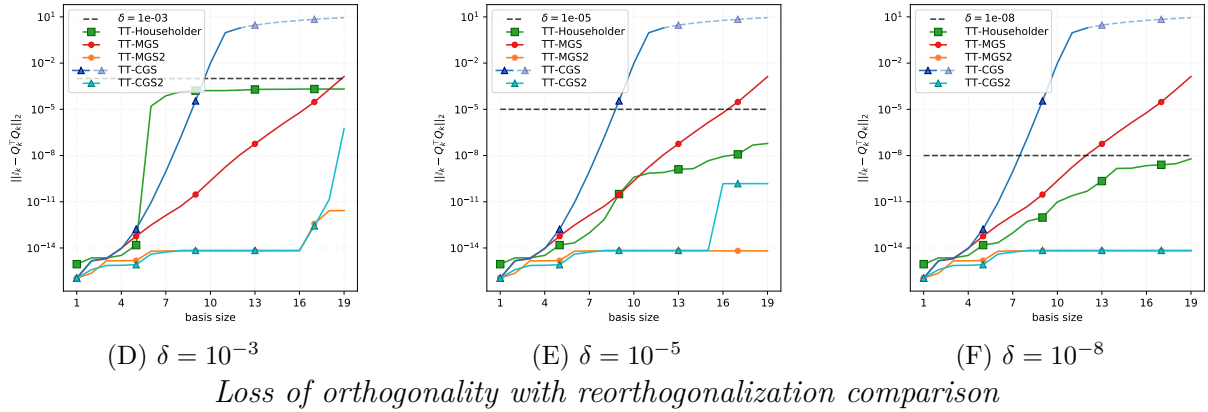 10^1
10^-2
10^-5
10^-8
10^-11
10^-14
||I_k − Q_k^⊤ Q_k||_2
δ = 1e-03
TT-Householder
TT-MGS
TT-MGS2
TT-CGS
TT-CGS2
1 4 7 10 13 16 19
basis size
(D) δ = 10^-3
10^1
10^-2
10^-5
10^-8
10^-11
10^-14
||I_k − Q_k^⊤ Q_k||_2
δ = 1e-05
TT-Householder
TT-MGS
TT-MGS2
TT-CGS
TT-CGS2
1 4 7 10 13 16 19
basis size
(E) δ = 10^-5
10^1
10^-2
10^-5
10^-8
10^-11
10^-14
||I_k − Q_k^⊤ Q_k||_2
δ = 1e-08
TT-Householder
TT-MGS
TT-MGS2
TT-CGS
TT-CGS2
1 4 7 10 13 16 19
basis size
(F) δ = 10^-8
Loss of orthogonality with reorthogonalization comparison